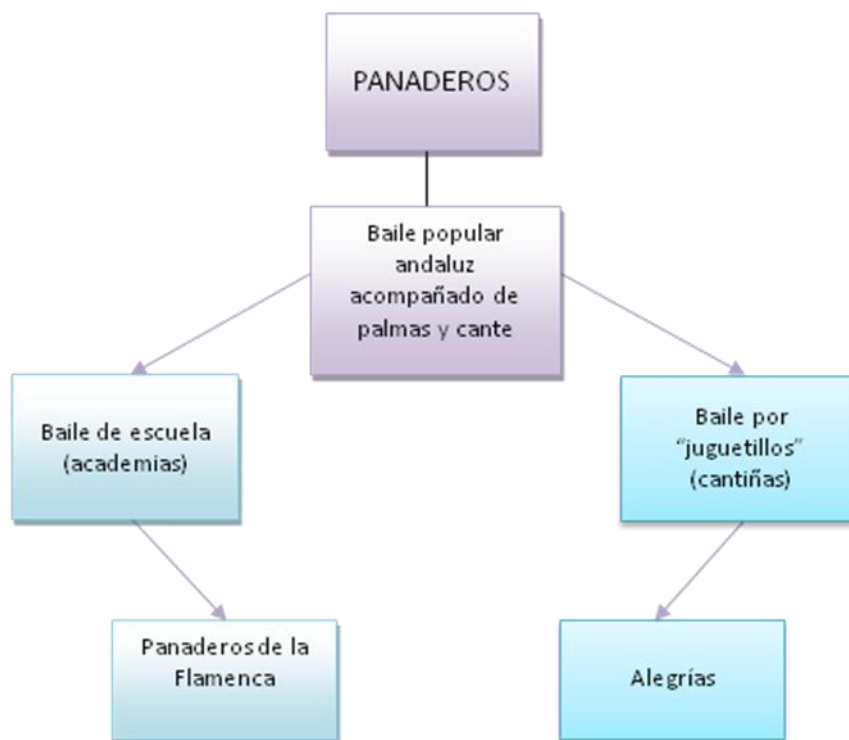 PANADEROS
Baile popular
andaluz
acompañado de
palmas y cante
Baile de escuela
(academias)
Baile por
“juguetillos”
(cantiñas)
Panaderos de la
Flamenca
Alegrías